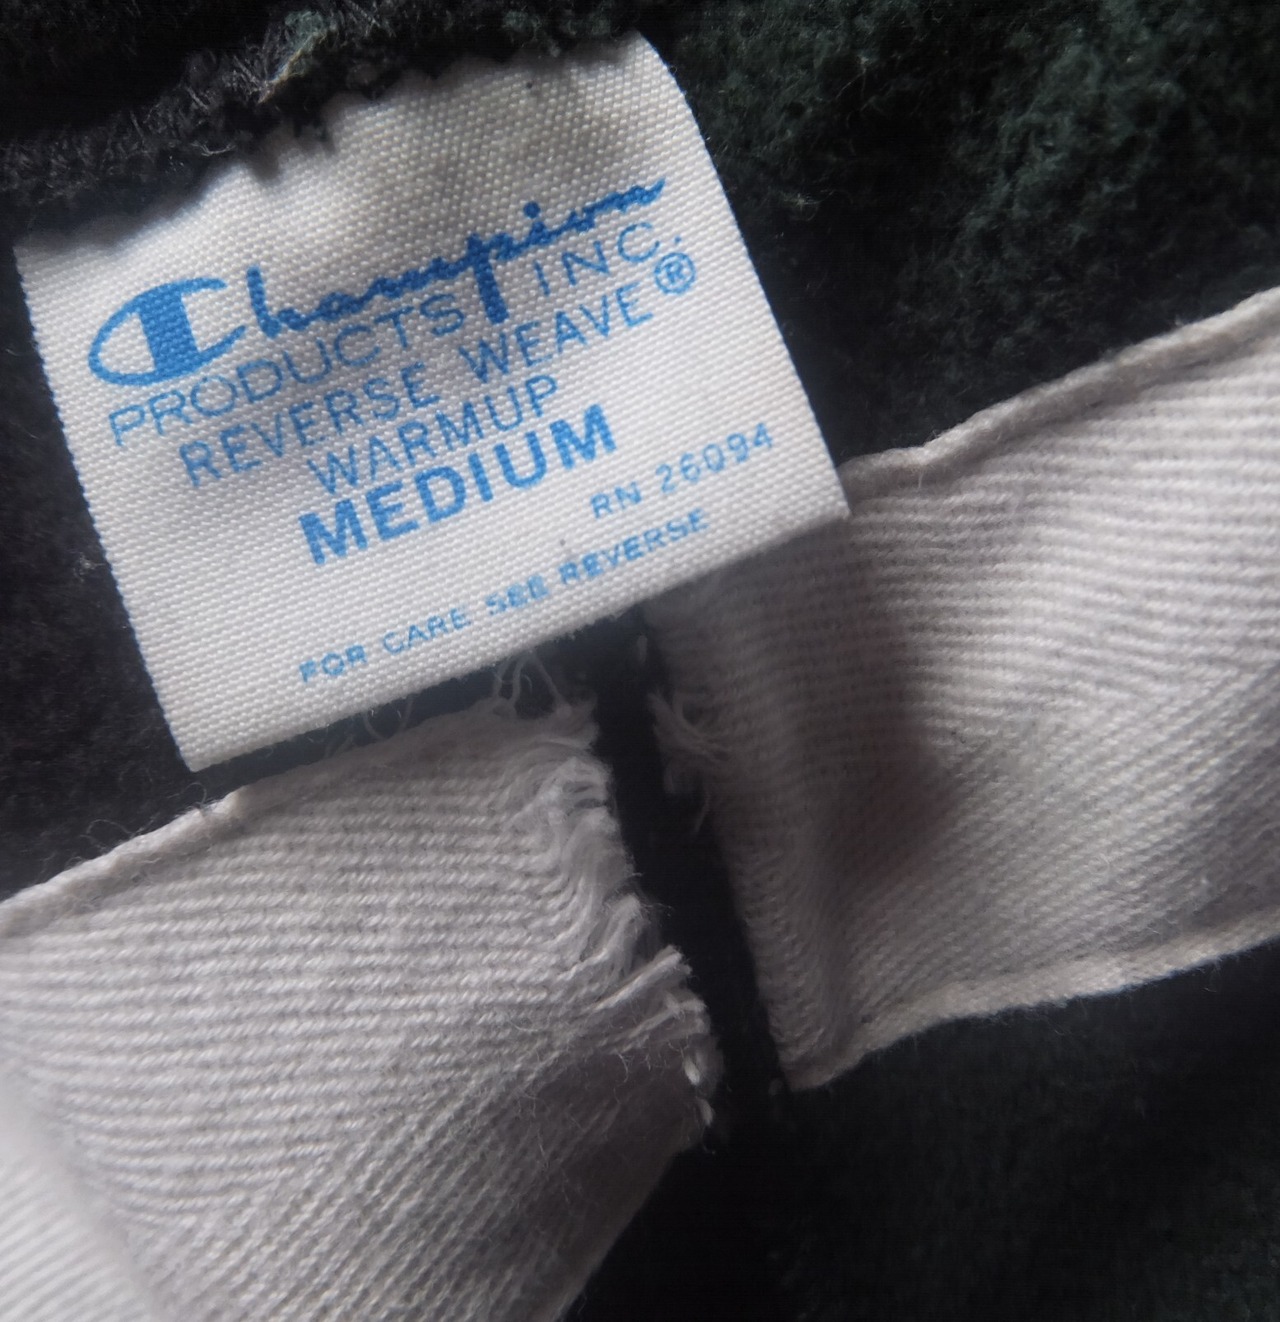 Champion
PRODUCTS INC.
REVERSE WEAVE®
WARMUP
MEDIUM
RN 26094
FOR CARE SEE REVERSE